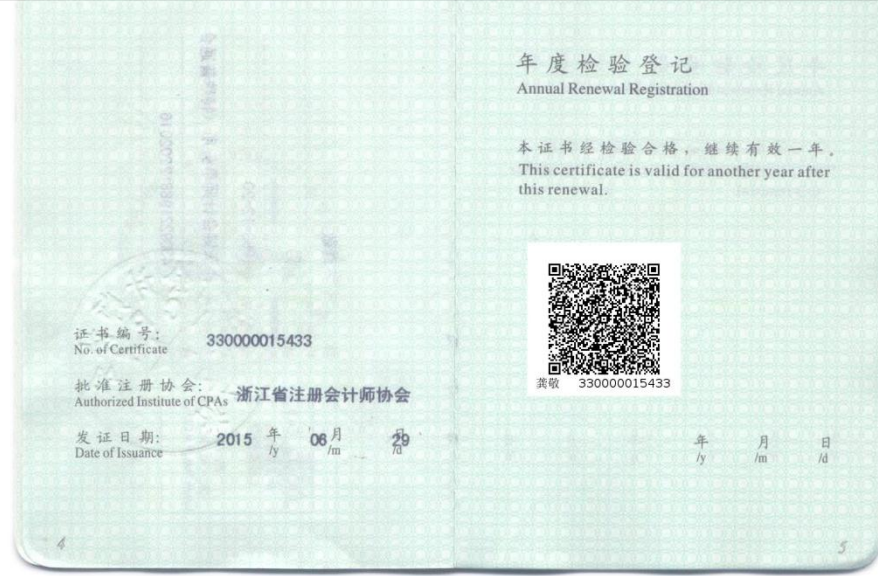 证书编号:
No. of Certificate
330000015433
批准注册协会:
Authorized Institute of CPAs
浙江省注册会计师协会
发证日期:
Date of Issuance
2015 年 06 月 29 日
/y /m /d
4
年度检验登记
Annual Renewal Registration
本证书经检验合格，继续有效一年。
This certificate is valid for another year after
this renewal.
龚敬 330000015433
年 月 日
/y /m /d
5